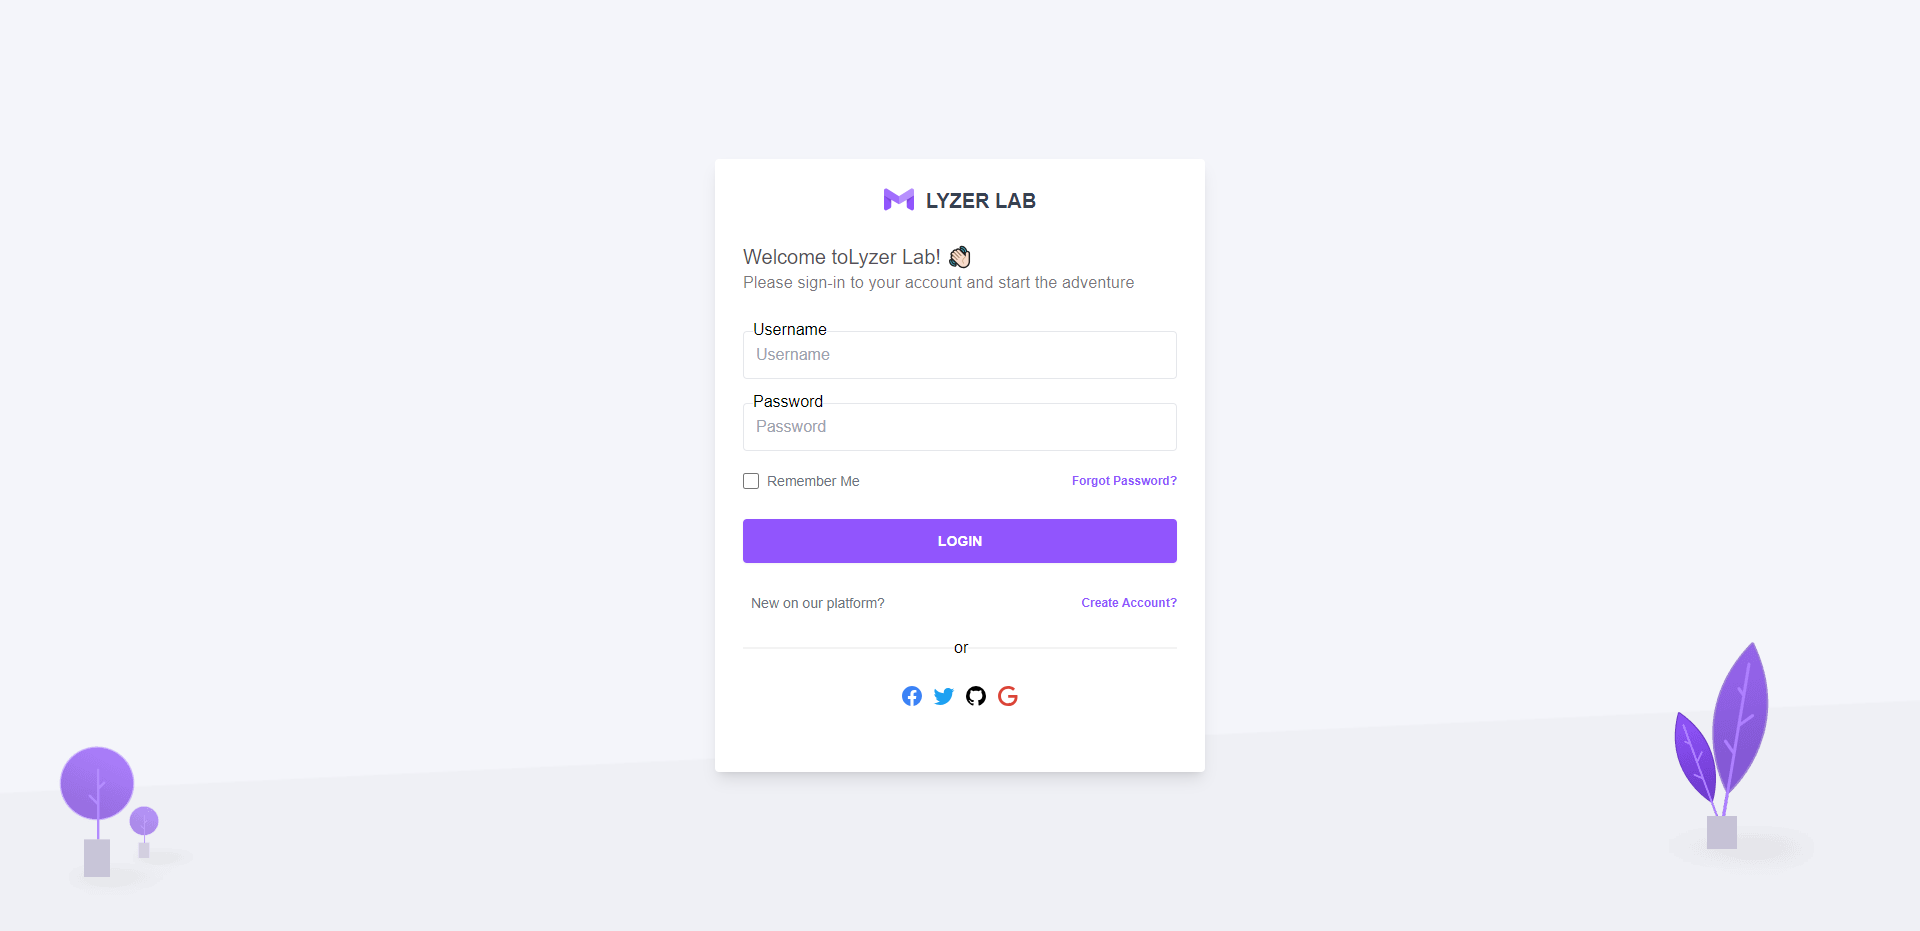 LYZER LAB
Welcome toLyzer Lab! 👋🏻
Please sign-in to your account and start the adventure
Username
Username
Password
Password
Remember Me
Forgot Password?
LOGIN
New on our platform?
Create Account?
or